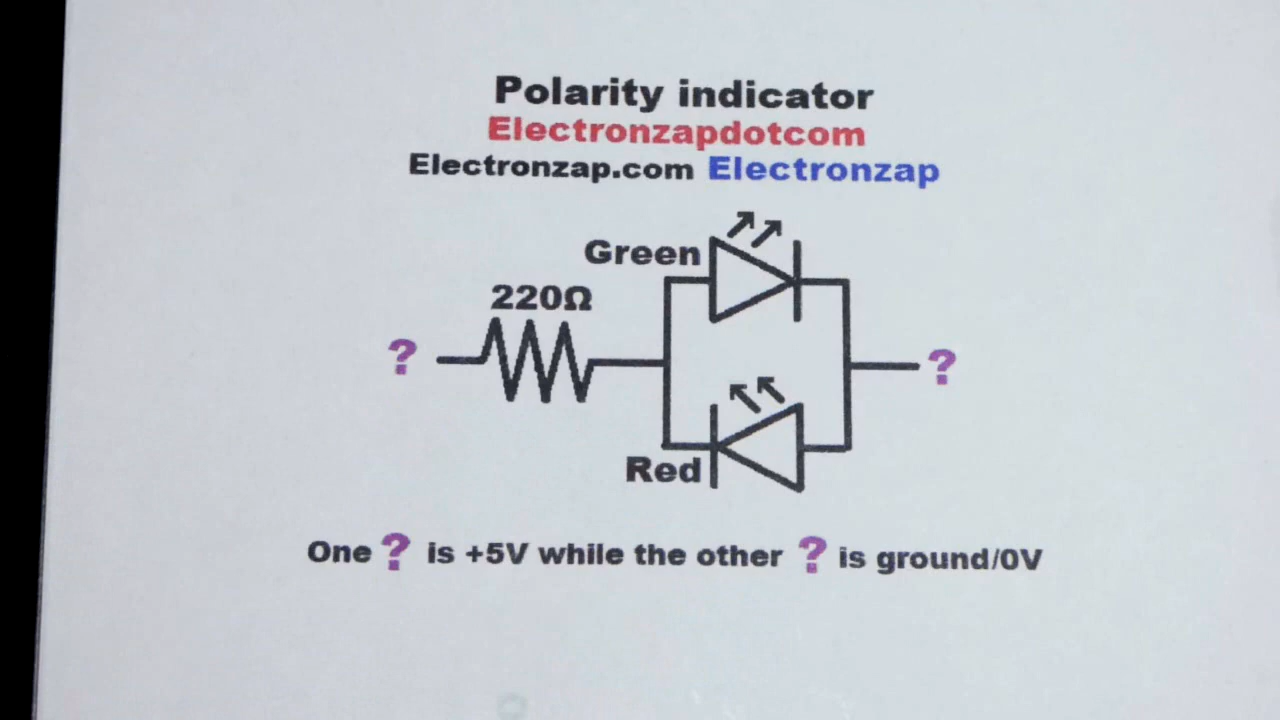 Polarity indicator
Electronzapdotcom
Electronzap.com Electronzap
Green
220Ω
? ?
Red
One ? is +5V while the other ? is ground/0V